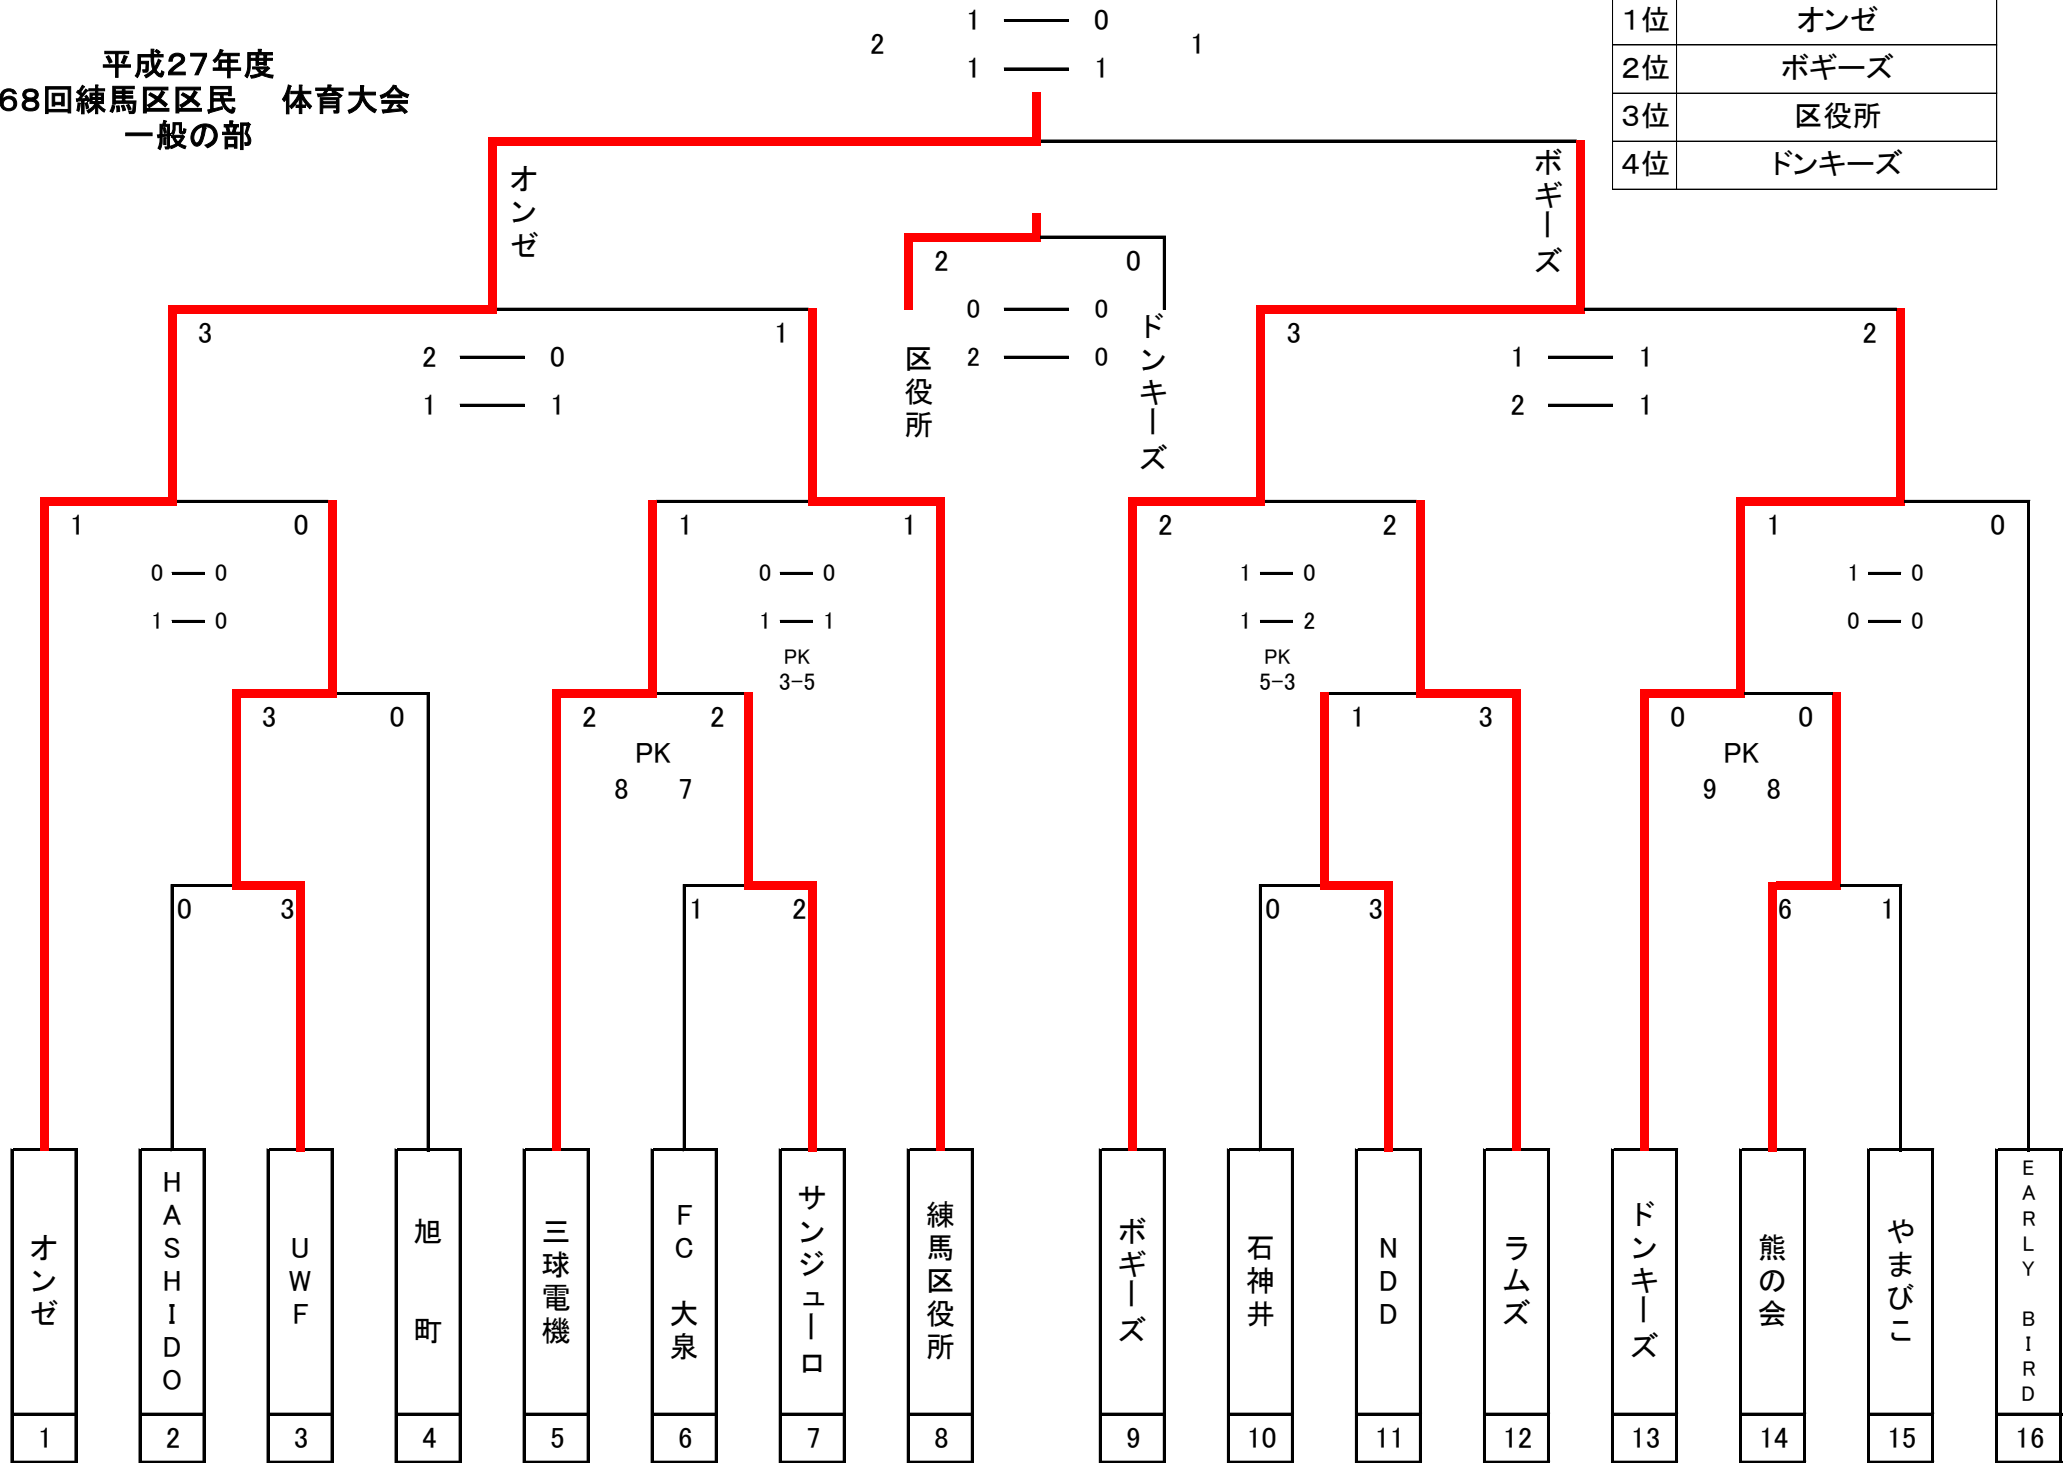 平成27年度
68回練馬区区民 体育大会
一般の部
1 0
2 1
1 1
1位 オンゼ
2位 ボギーズ
3位 区役所
4位 ドンキーズ
オンゼ
ボギーズ
2 0
0 0
2 0
区役所
ドンキーズ
3 1
2 0
1 1
3 2
1 1
2 1
1 0
0 0
1 0
1 1
0 0
1 1
PK
3-5
2 2
1 0
1 2
PK
5-3
1 0
1 0
0 0
3 0
2 2
PK
8 7
1 3
0 0
PK
9 8
0 3
1 2
0 3
6 1
オンゼ
HASHIDO
UWF
旭 町
三球電機
FC 大泉
サンジューロ
練馬区役所
ボギーズ
石神井
NDD
ラムズ
ドンキーズ
熊の会
やまびこ
EARLY BIRD
1 2 3 4 5 6 7 8 9 10 11 12 13 14 15 16